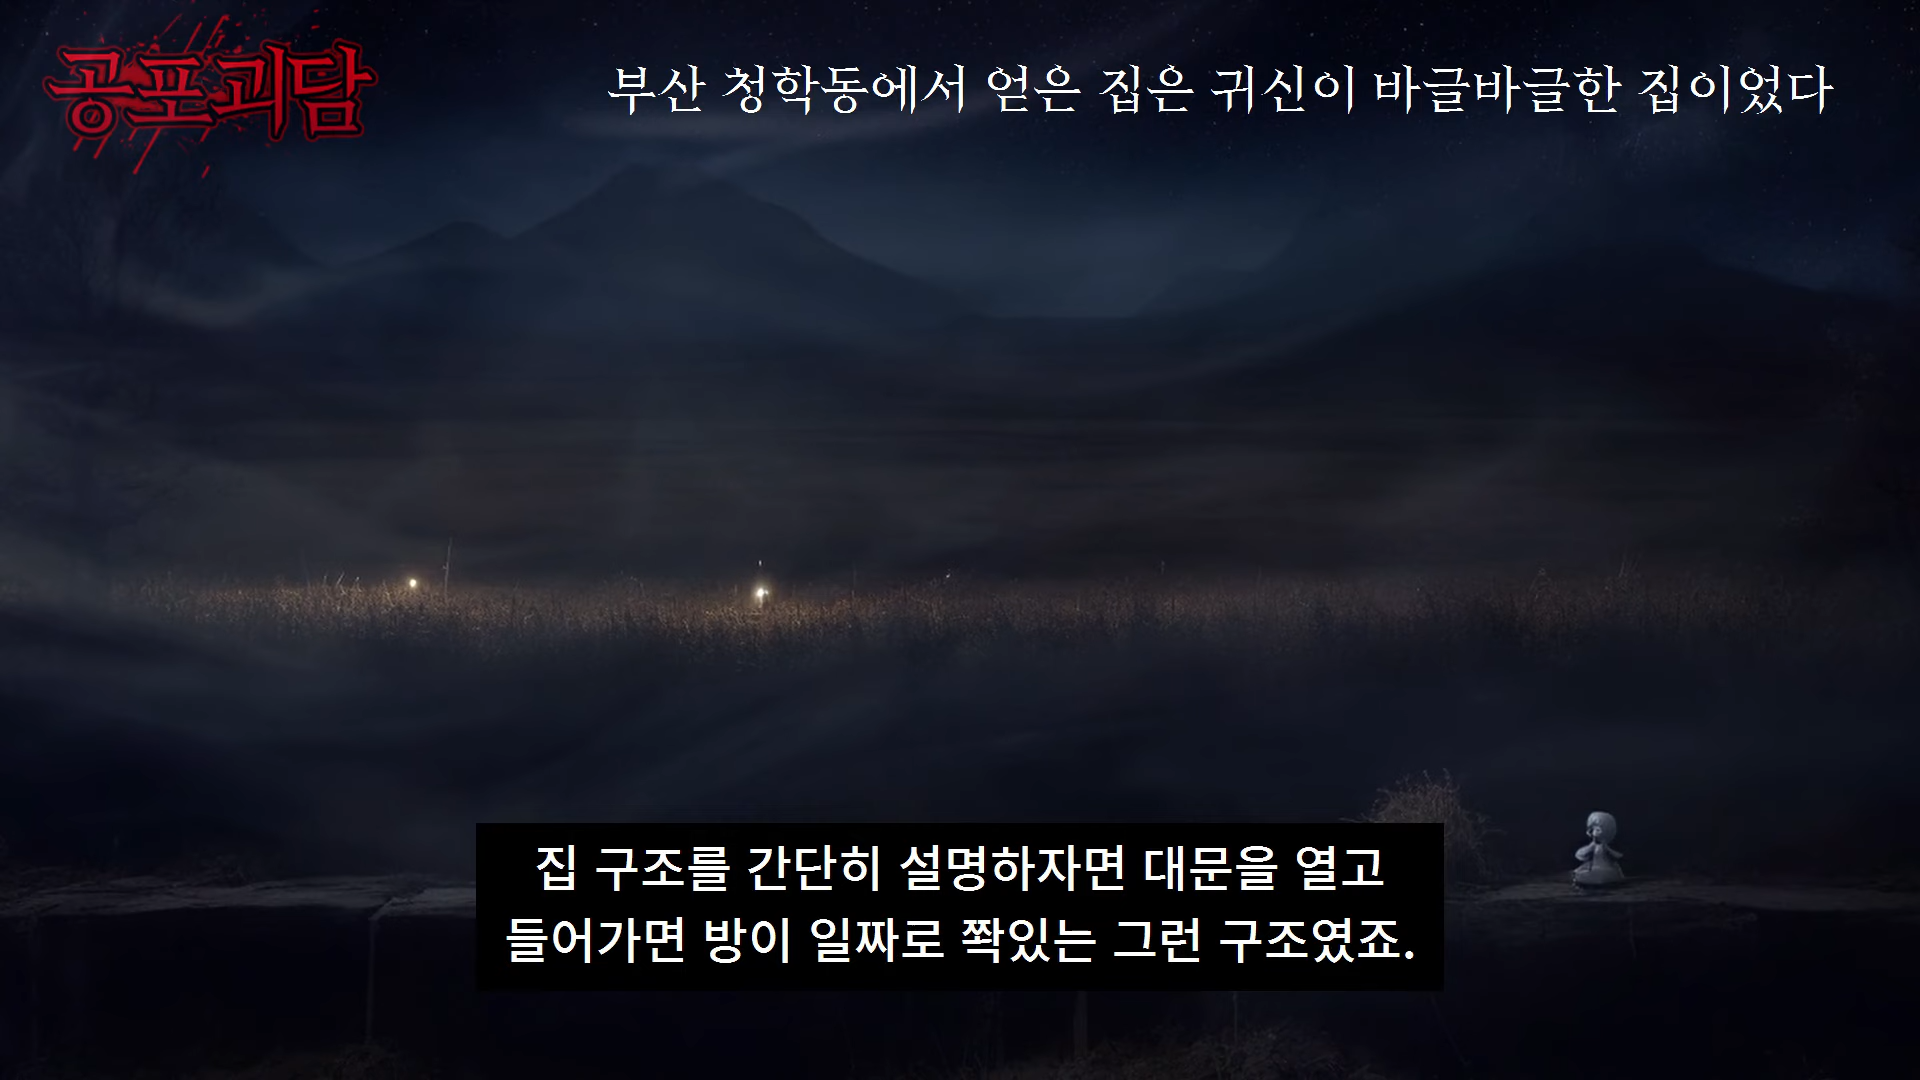 공포괴담
부산 청학동에서 얻은 집은 귀신이 바글바글한 집이었다
집 구조를 간단히 설명하자면 대문을 열고
들어가면 방이 일짜로 쫙있는 그런 구조였죠.